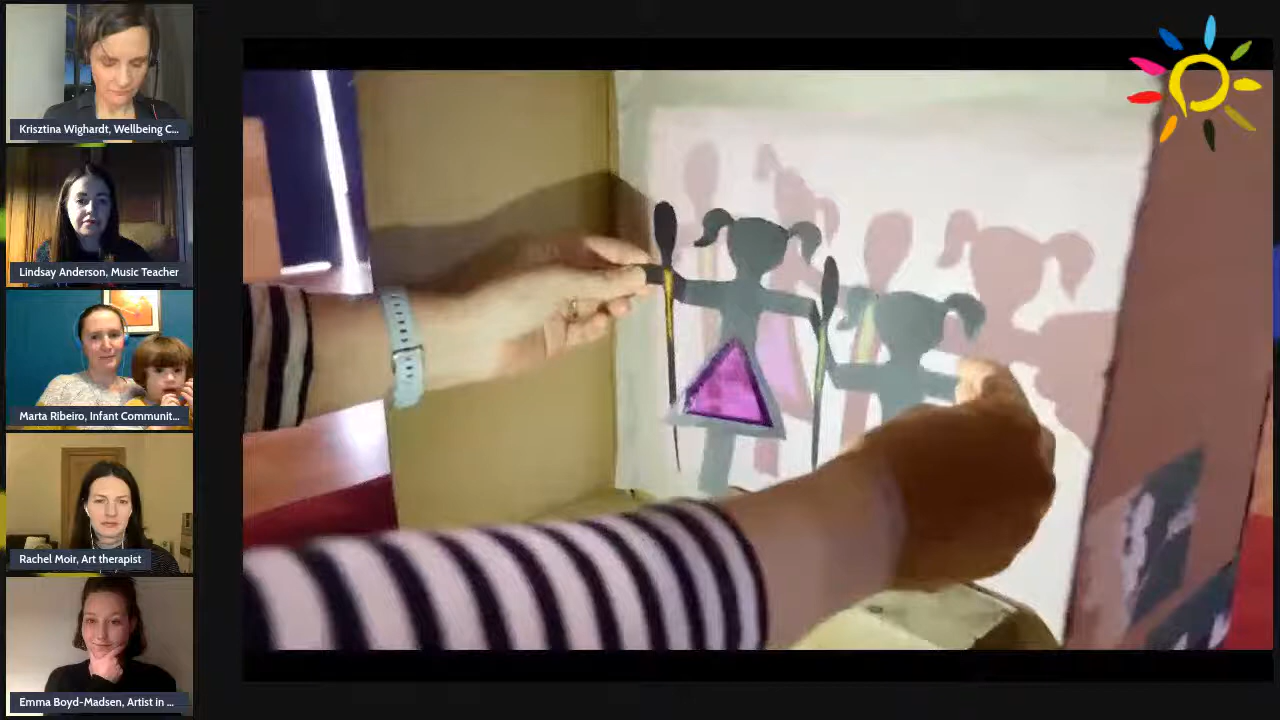 Krisztina Wighardt, Wellbeing C...
Lindsay Anderson, Music Teacher
Marta Ribeiro, Infant Communit...
Rachel Moir, Art therapist
Emma Boyd-Madsen, Artist in ...